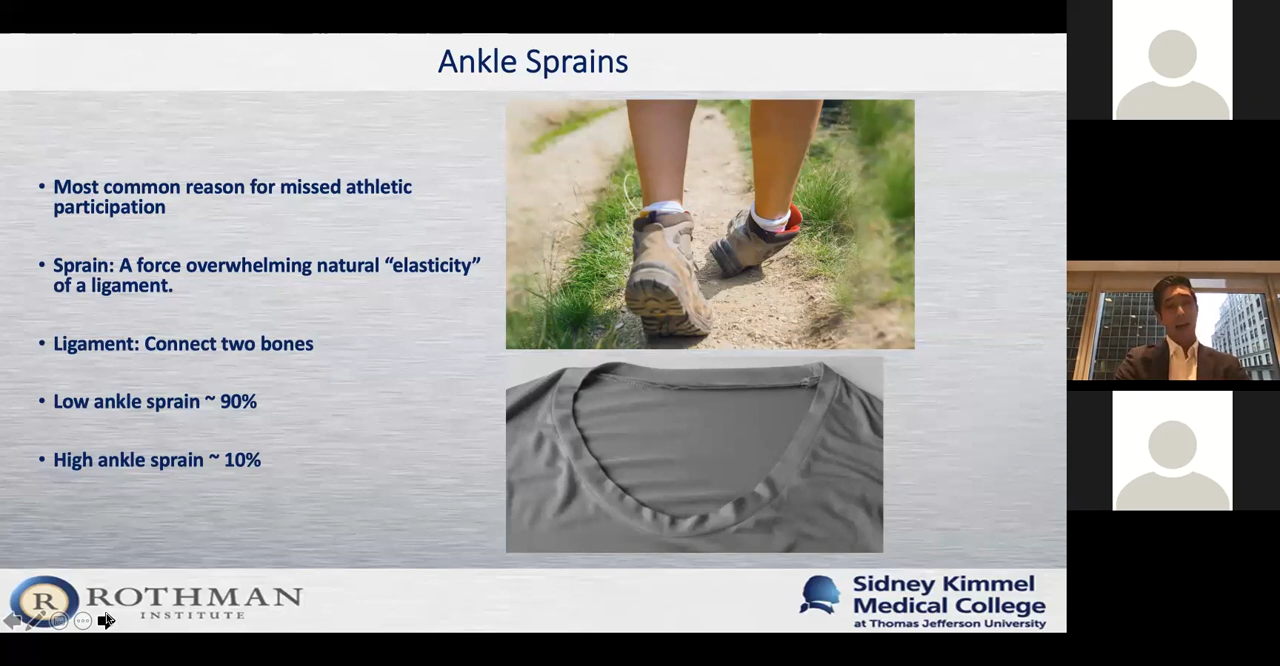 Ankle Sprains
• Most common reason for missed athletic
participation
• Sprain: A force overwhelming natural “elasticity”
of a ligament.
• Ligament: Connect two bones
• Low ankle sprain ~ 90%
• High ankle sprain ~ 10%
R ROTHMAN
INSTITUTE
Sidney Kimmel
Medical College
at Thomas Jefferson University